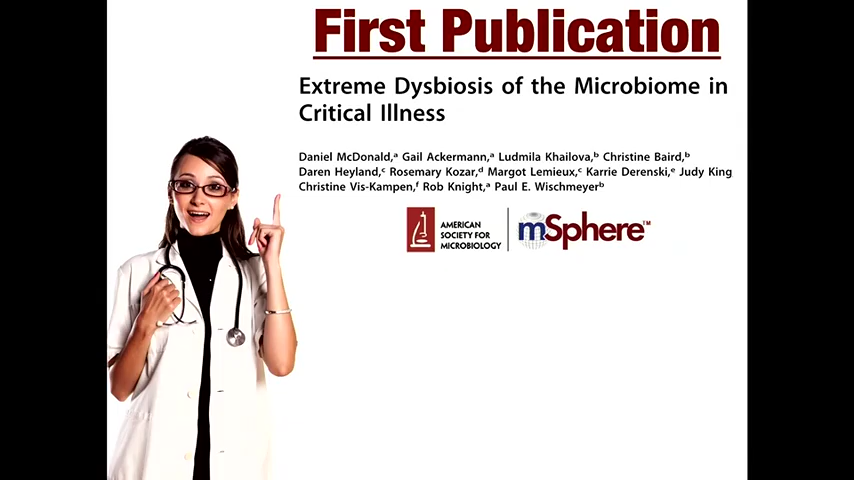 First Publication
Extreme Dysbiosis of the Microbiome in
Critical Illness
Daniel McDonald,ᵃ Gail Ackermann,ᵃ Ludmila Khailova,ᵇ Christine Baird,ᵇ
Daren Heyland,ᶜ Rosemary Kozar,ᵈ Margot Lemieux,ᶜ Karrie Derenski,ᵉ Judy King
Christine Vis-Kampen,ᶠ Rob Knight,ᵃ Paul E. Wischmeyerᵇ
AMERICAN
SOCIETY FOR
MICROBIOLOGY
mSphere™